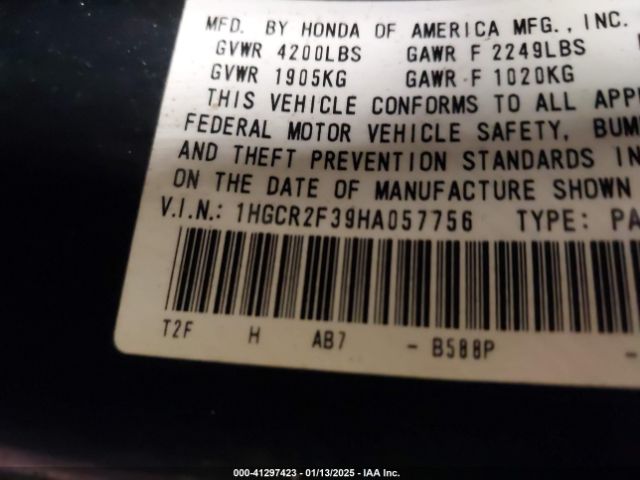 MFD. BY HONDA OF AMERICA MFG., INC.
GVWR 4200LBS GAWR F 2249LBS
GVWR 1905KG GAWR F 1020KG
THIS VEHICLE CONFORMS TO ALL APP
FEDERAL MOTOR VEHICLE SAFETY, BUM
AND THEFT PREVENTION STANDARDS IN
ON THE DATE OF MANUFACTURE SHOWN
V.I.N.: 1HGCR2F39HA057756 TYPE: PA
T2F H AB7 - B588P -
000-41297423 - 01/13/2025 - IAA Inc.